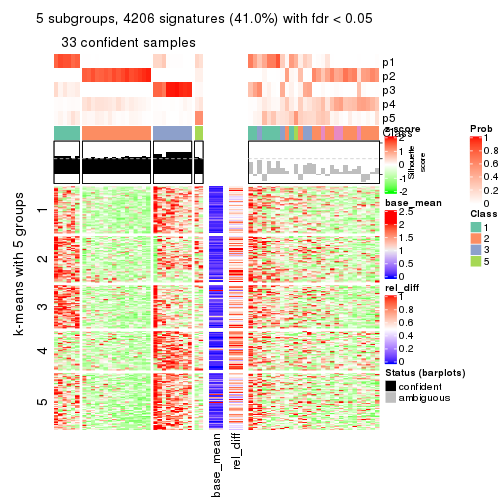 5 subgroups, 4206 signatures (41.0%) with fdr < 0.05
33 confident samples
p1
p2
p3
p4
p5
Class
Silhouette
score
k-means with 5 groups
1
2
3
4
5
base_mean
rel_diff
z-score
2
1
0
-1
-2
base_mean
2.5
2
1.5
1
0.5
0
rel_diff
1
0.8
0.6
0.4
0.2
0
Status (barplots)
confident
ambiguous
Prob
1
0.8
0.6
0.4
0.2
0
Class
1
2
3
5